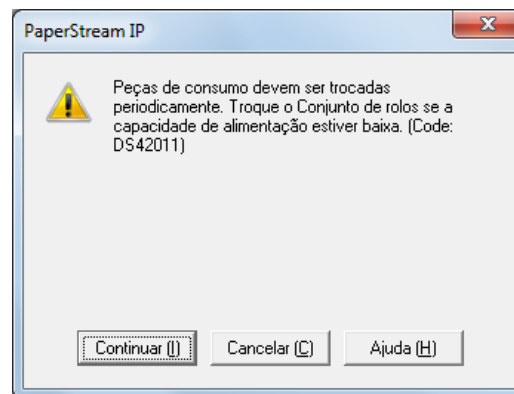 PaperStream IP
Peças de consumo devem ser trocadas
periodicamente. Troque o Conjunto de rolos se a
capacidade de alimentação estiver baixa. (Code:
DS42011)
Continuar (I) Cancelar (C) Ajuda (H)